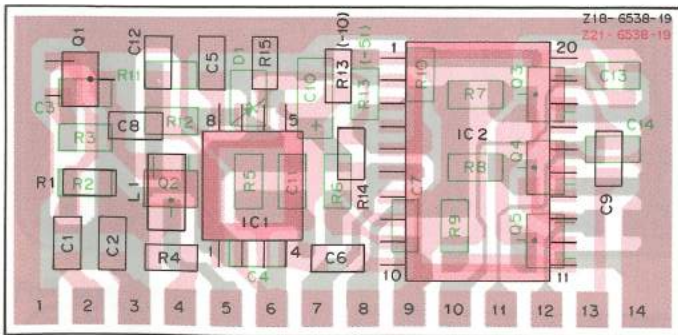 Z18-6538-19
Z21-6538-19
Q1
C12
C5
D1
R15
R13 (-10)
(-51)
1
20
R11
C10
R13
R10
R7
Q3
C13
C3
R12
8
5
R3
C8
IC2
C14
R1
R2
L1
Q2
R5
C11
R6
R14
C7
R8
Q4
C9
IC1
C1
C2
R4
1
4
C4
C6
R9
Q5
10
11
1 2 3 4 5 6 7 8 9 10 11 12 13 14